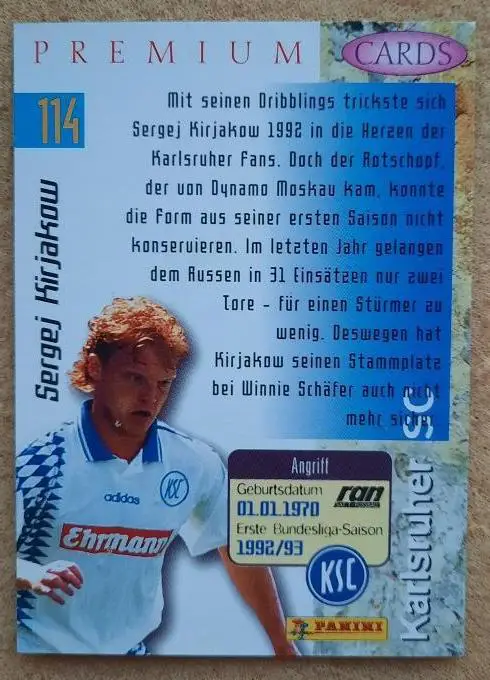 PREMIUM CARDS
114
Sergej Kirjakow
Mit seinen Dribblings trickste sich
Sergej Kirjakow 1992 in die Herzen der
Karlsruher Fans. Doch der Rotschopf,
der von Dynamo Moskau kam, konnte
die Form aus seiner ersten Saison nicht
konservieren. Im letzten Jahr gelangen
dem Russen in 31 Einsätzen nur zwei
Tore - für einen Stürmer zu
wenig. Deswegen hat
Kirjakow seinen Stammplatz
bei Winnie Schäfer auch nicht
mehr sicher.
Karlsruher SC
Angriff
Geburtsdatum
01.01.1970
Erste Bundesliga-Saison
1992/93
ran
SAT.1-FUSSBALL
KSC
PANINI
adidas
KSC
Ehrmann